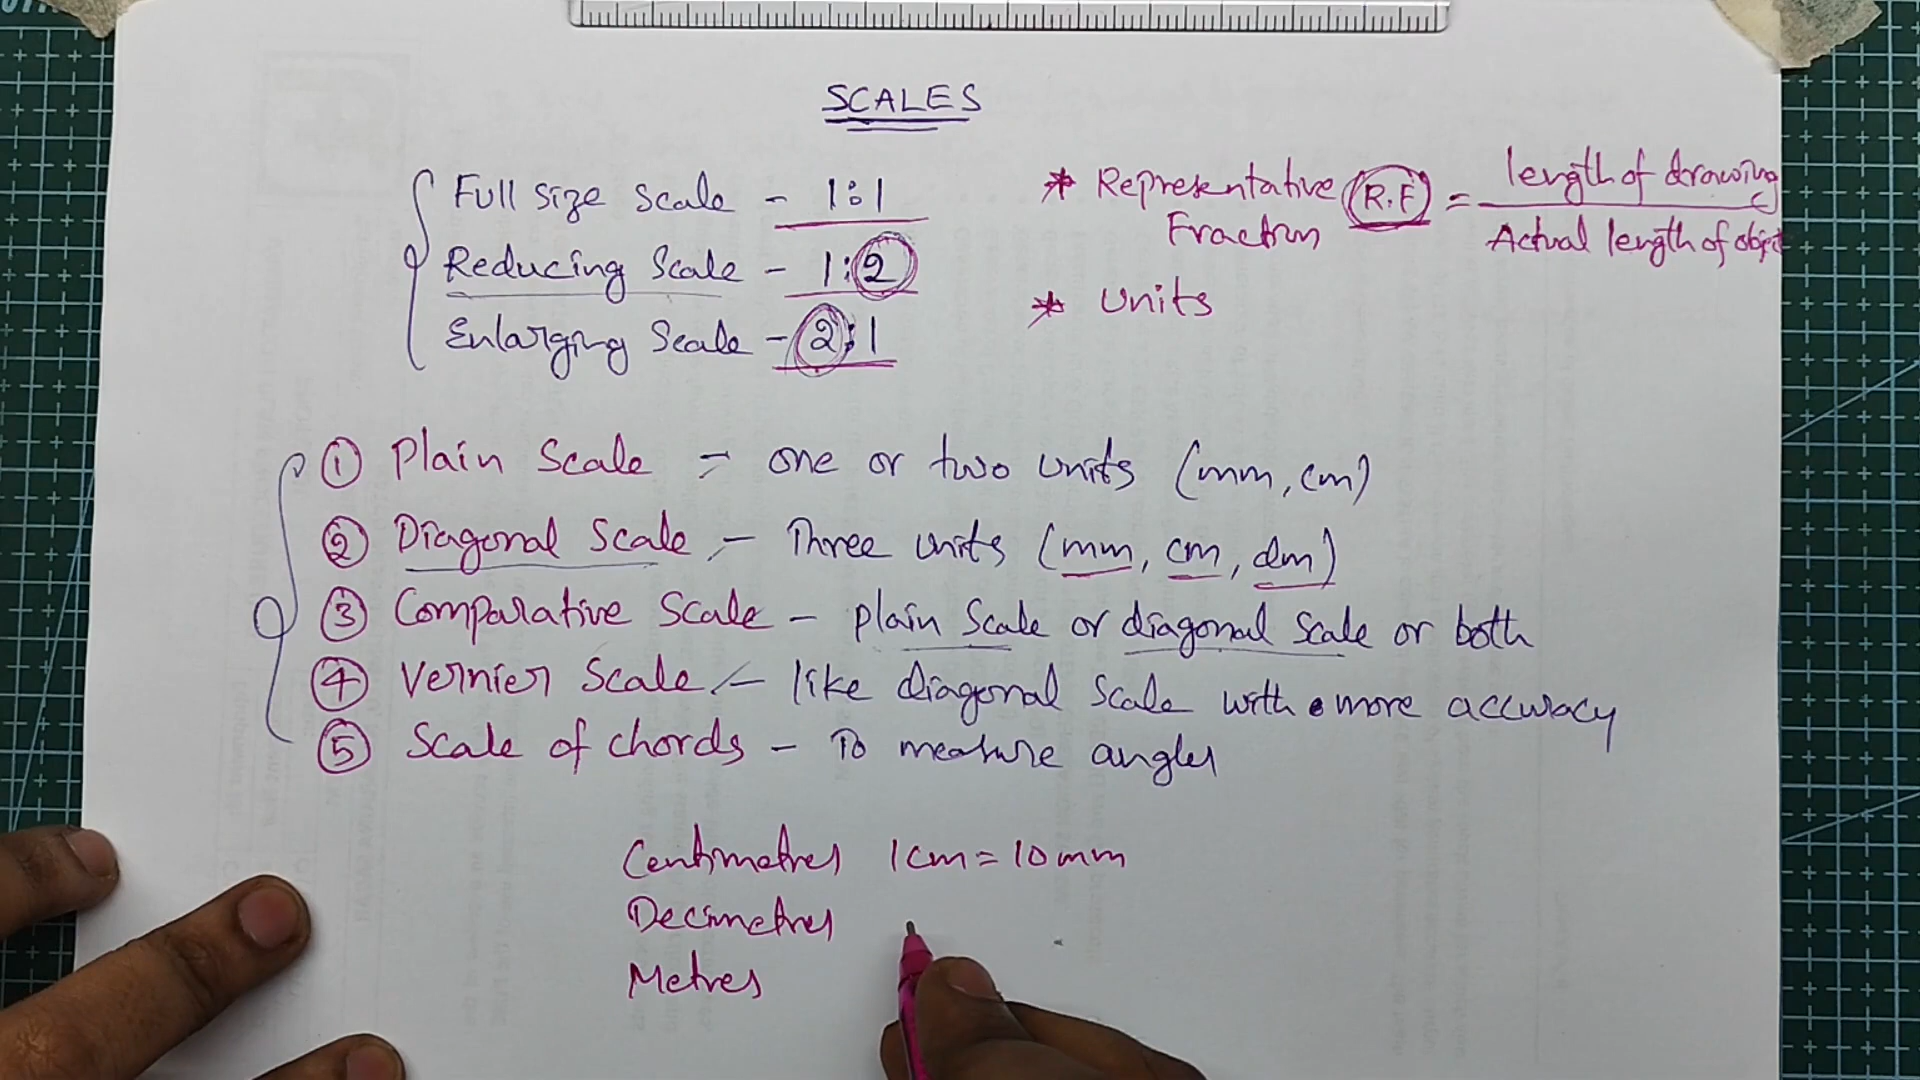 SCALES
Full size scale - 1:1
Reducing Scale - 1:2
Enlarging Scale - 2:1
* Representative Fraction (R.F) = length of drawing / Actual length of object
* Units
① Plain Scale - one or two units (mm, cm)
② Diagonal Scale - Three units (mm, cm, dm)
③ Comparative Scale - plain Scale or diagonal Scale or both
④ Vernier Scale - like diagonal Scale with more accuracy
⑤ Scale of chords - To measure angles
Centimetres 1cm = 10mm
Decimetres
Metres